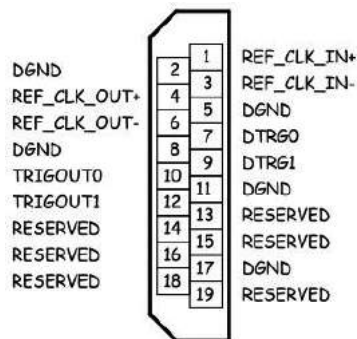 1 REF_CLK_IN+
DGND 2
3 REF_CLK_IN-
REF_CLK_OUT+ 4
5 DGND
REF_CLK_OUT- 6
7 DTRG0
DGND 8
9 DTRG1
TRIGOUT0 10
11 DGND
TRIGOUT1 12
13 RESERVED
RESERVED 14
15 RESERVED
RESERVED 16
17 DGND
RESERVED 18
19 RESERVED